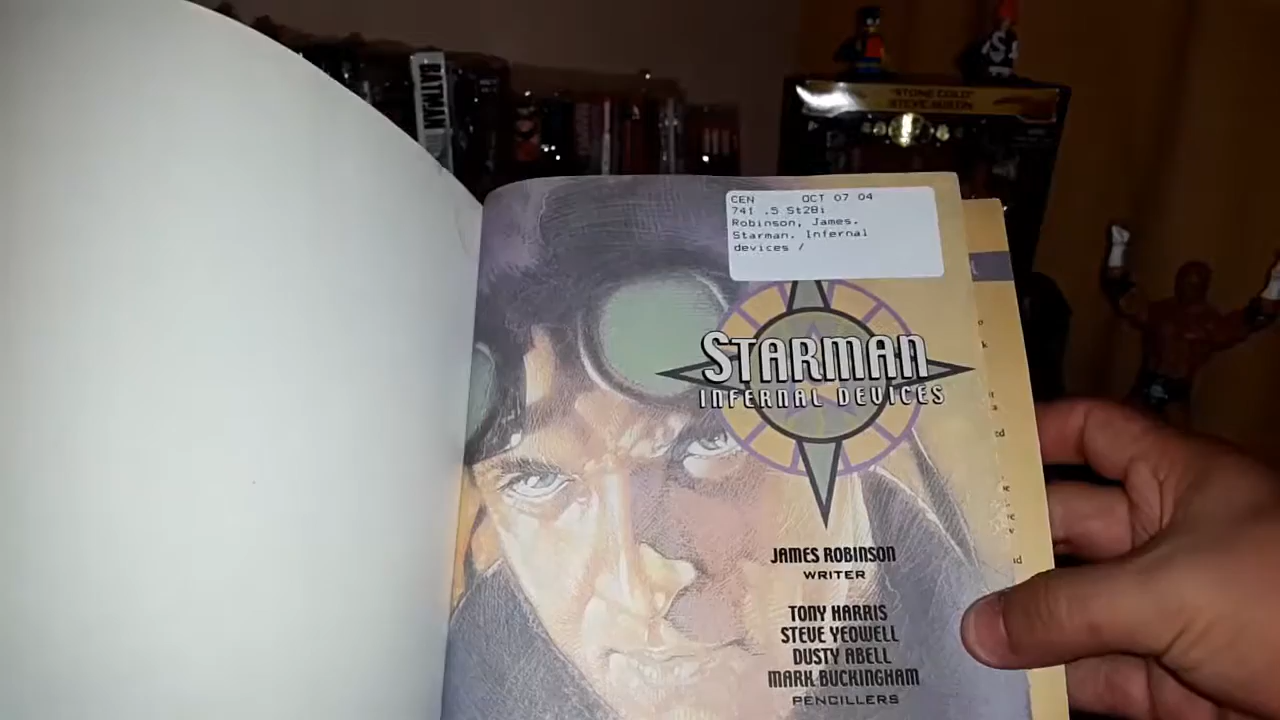 BATMAN
"STONE COLD"
STEVE AUSTIN
CEN OCT 07 04
741 .5 St28i
Robinson, James.
Starman. Infernal
devices /
STARMAN
INFERNAL DEVICES
JAMES ROBINSON
WRITER
TONY HARRIS
STEVE YEOWELL
DUSTY ABELL
MARK BUCKINGHAM
PENCILLERS